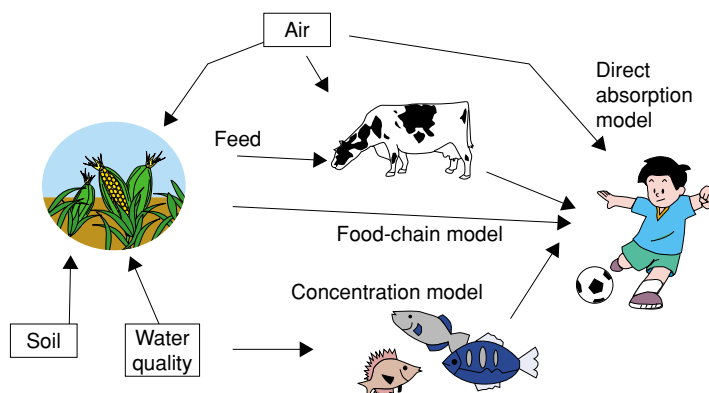 Air
Direct
absorption
model
Feed
Food-chain model
Concentration model
Soil
Water
quality